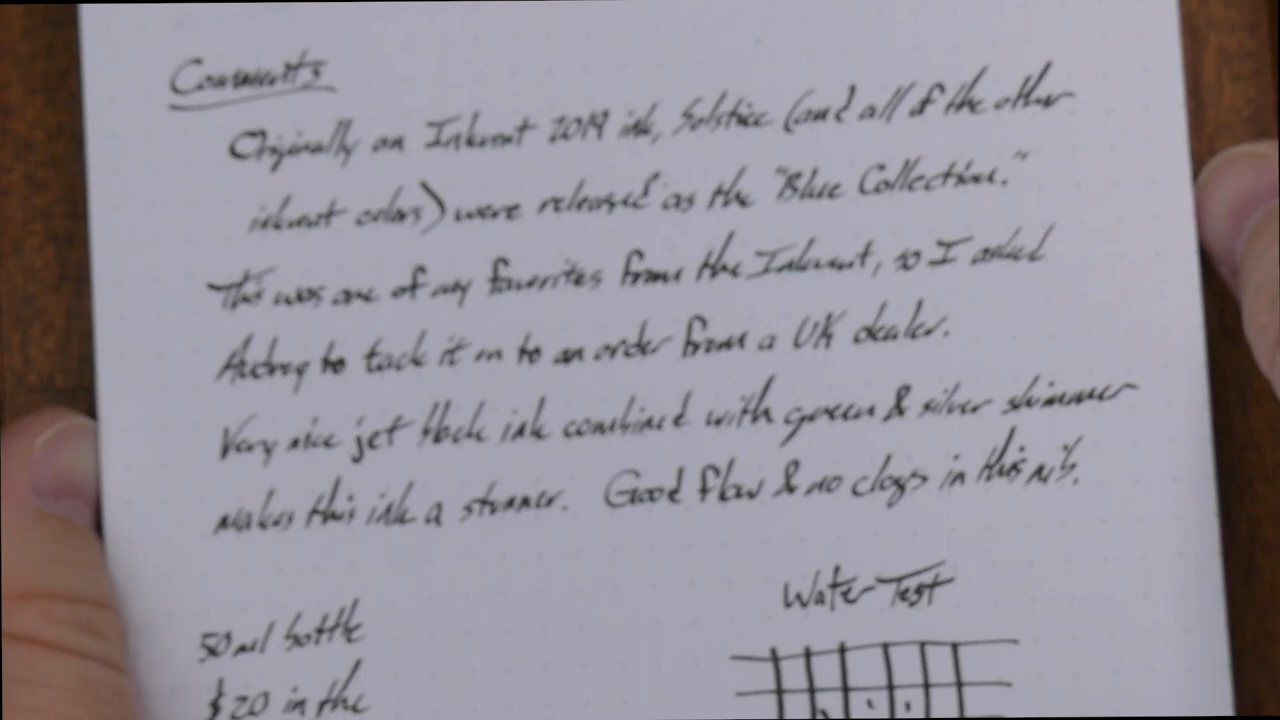 Comments
Originally an Inkvent 2019 ink, Solstice (and all of the other
inkvent colors) were released as the "Blue Collection."
This was one of my favorites from the Inkvent, so I asked
Audrey to tack it on to an order from a UK dealer.
Very nice jet black ink combined with green & silver shimmer
makes this ink a stunner. Good flow & no clogs in this nib.
Water Test
50 ml bottle
$20 in the